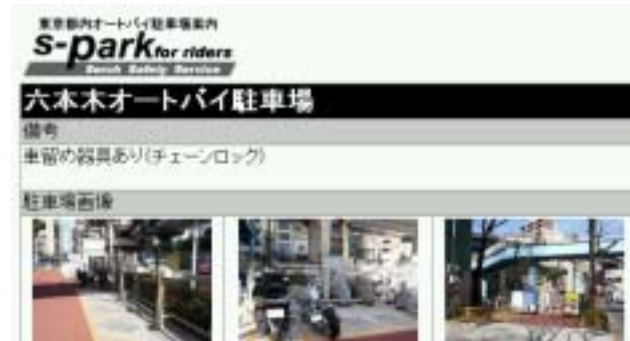 東京都内オートバイ駐車場案内
s-park for riders
Search Safety Service
六本木オートバイ駐車場
備考
車留め器具あり(チェーンロック)
駐車場画像